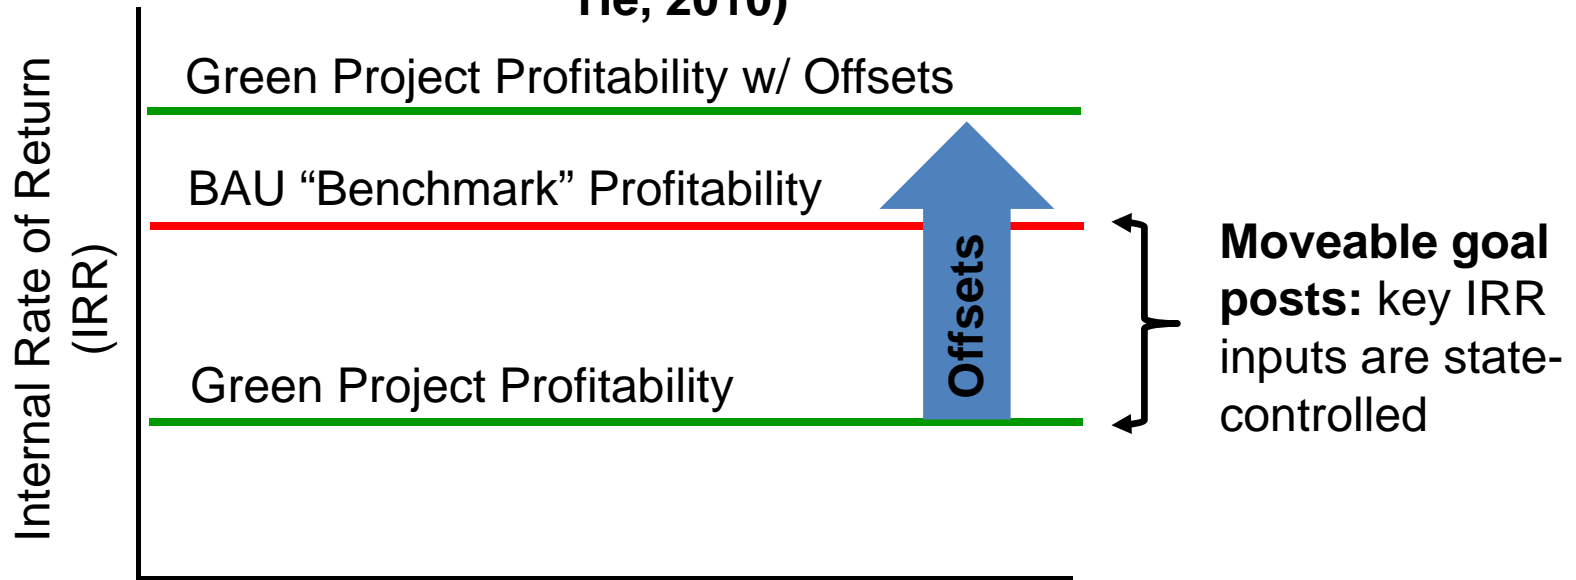 2010)
Green Project Profitability w/ Offsets
BAU “Benchmark” Profitability
Green Project Profitability
Offsets
Internal Rate of Return
(IRR)
Moveable goal
posts: key IRR
inputs are state-
controlled